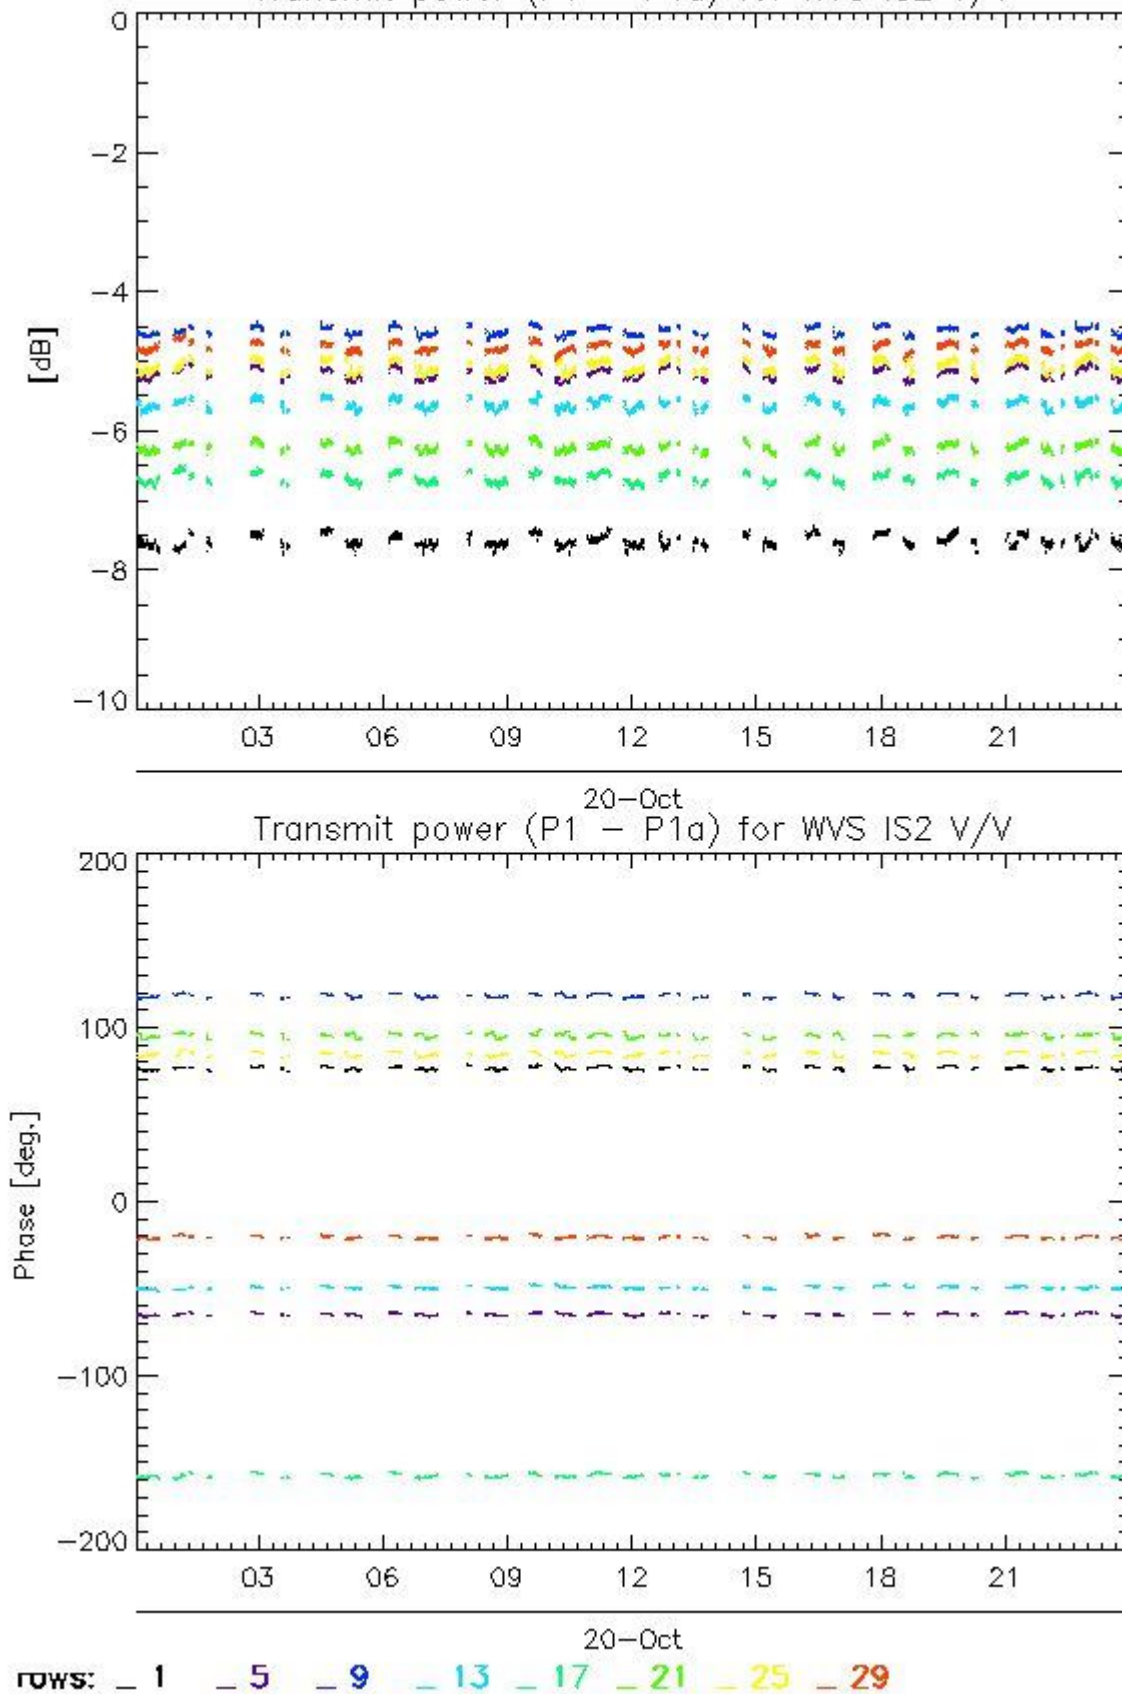 0
-2
-4
[dB]
-6
-8
-10
03 06 09 12 15 18 21
20-Oct
Transmit power (P1 - P1a) for WVS IS2 V/V
200
100
Phase [deg.]
0
-100
-200
03 06 09 12 15 18 21
20-Oct
rows: _ 1 _ 5 _ 9 _ 13 _ 17 _ 21 _ 25 _ 29